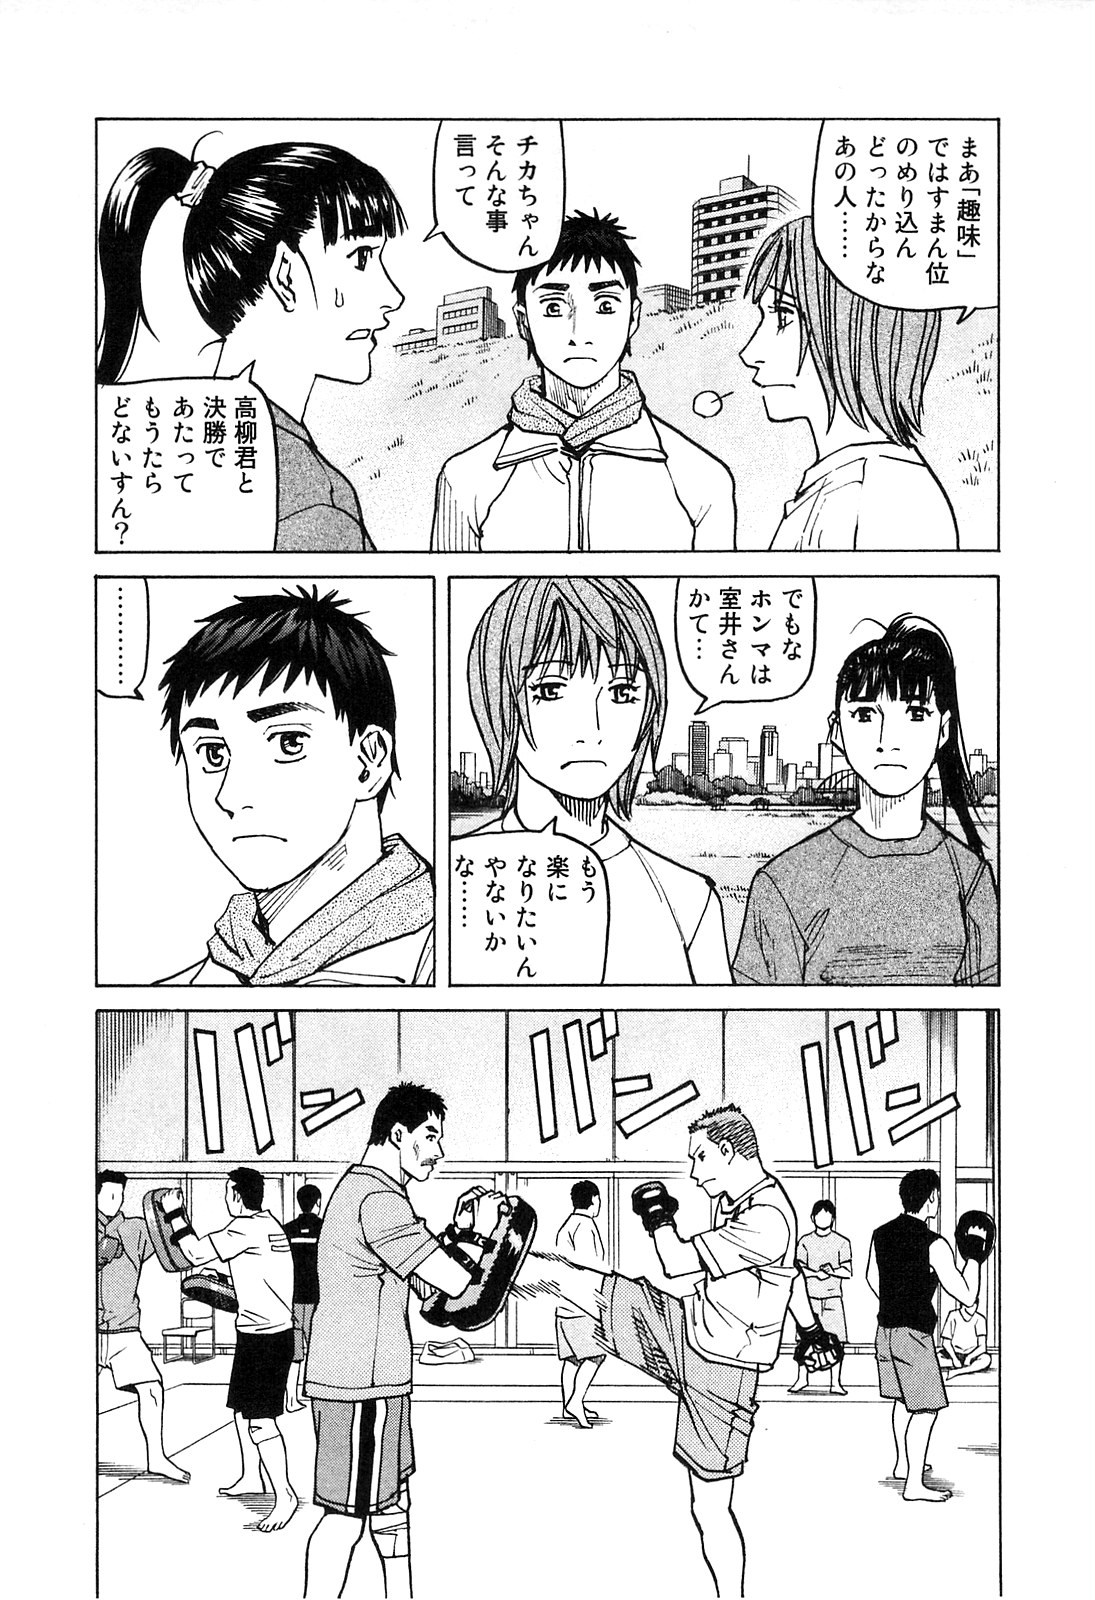 まあ「趣味」
ではすまん位
のめり込ん
どったからな
あの人……
チカちゃん
そんな事
言って
高柳君と
決勝で
あたって
もうたら
どないすん？
でもな
ホンマは
室井さん
かて…
もう
楽に
なりたいん
やないか
な……
…………
バン
バン
バン